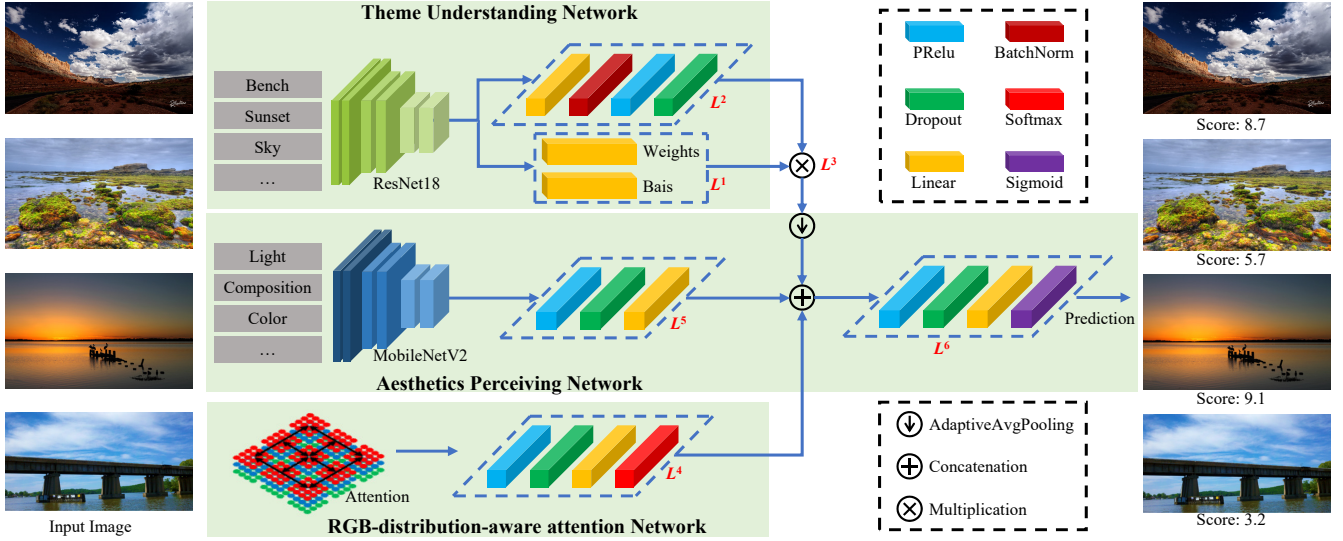 Theme Understanding Network
Bench
Sunset
Sky
…
ResNet18
L2
Weights
Bais
L1
L3
PRelu
BatchNorm
Dropout
Softmax
Linear
Sigmoid
Light
Composition
Color
…
MobileNetV2
L5
L6
Prediction
Aesthetics Perceiving Network
Attention
L4
RGB-distribution-aware attention Network
AdaptiveAvgPooling
Concatenation
Multiplication
Input Image
Score: 8.7
Score: 5.7
Score: 9.1
Score: 3.2